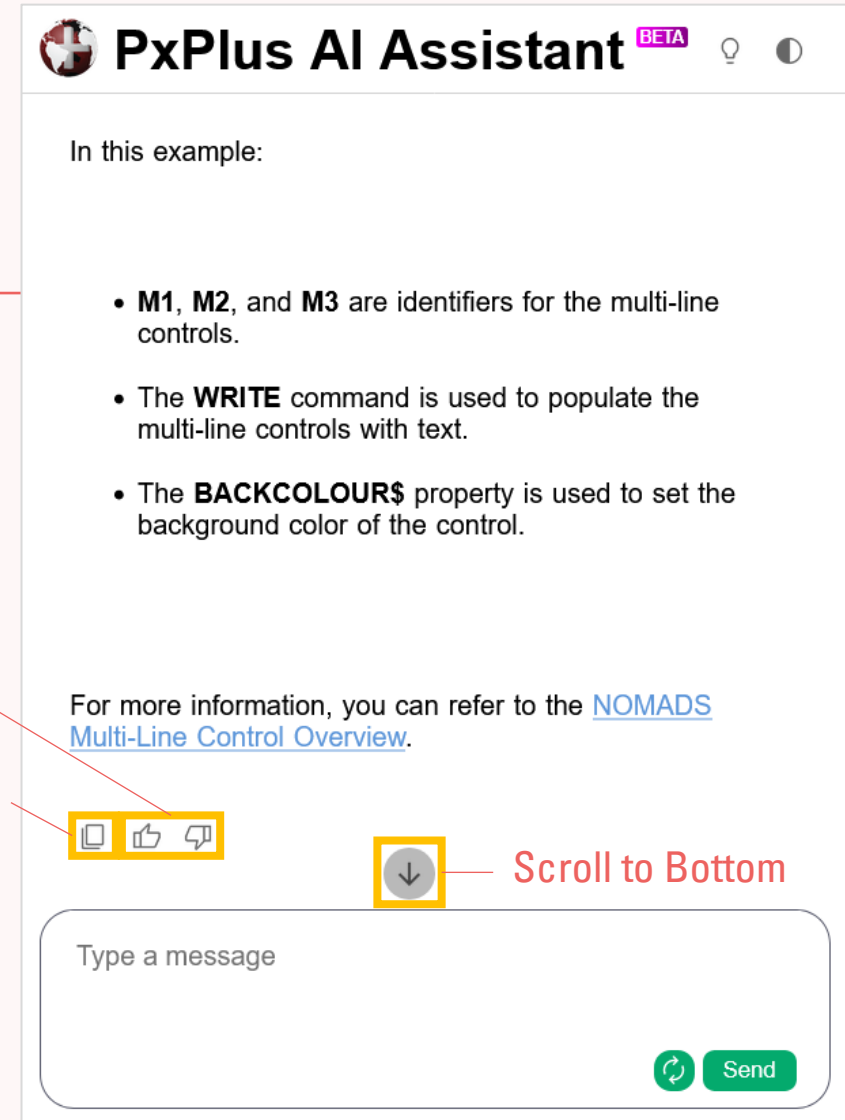 PxPlus AI Assistant BETA
In this example:
• M1, M2, and M3 are identifiers for the multi-line
controls.
• The WRITE command is used to populate the
multi-line controls with text.
• The BACKCOLOUR$ property is used to set the
background color of the control.
For more information, you can refer to the NOMADS
Multi-Line Control Overview.
Scroll to Bottom
Type a message
Send